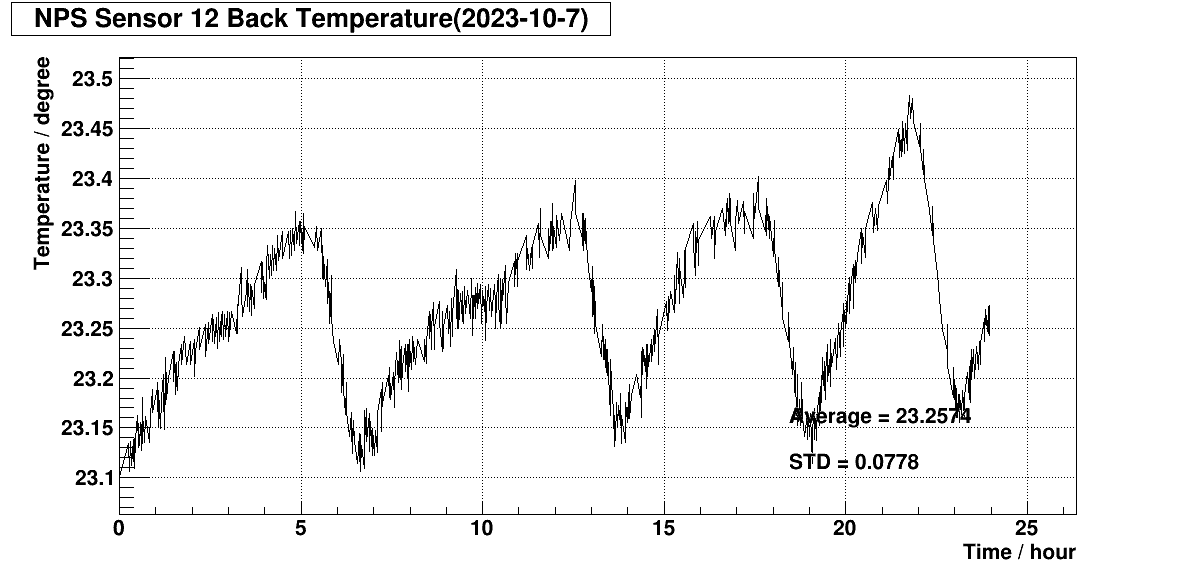 NPS Sensor 12 Back Temperature(2023-10-7)
Temperature / degree
23.5
23.45
23.4
23.35
23.3
23.25
23.2
23.15
23.1
Average = 23.2574
STD = 0.0778
0 5 10 15 20 25
Time / hour